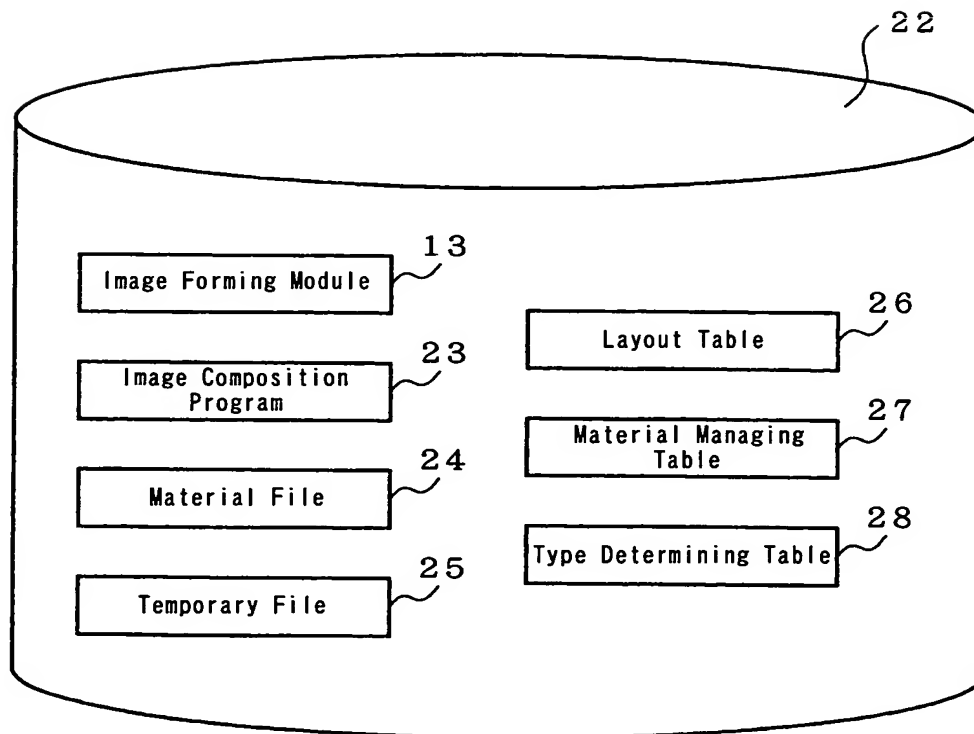 22
13
Image Forming Module
23
Image Composition
Program
24
Material File
25
Temporary File
26
Layout Table
27
Material Managing
Table
28
Type Determining Table